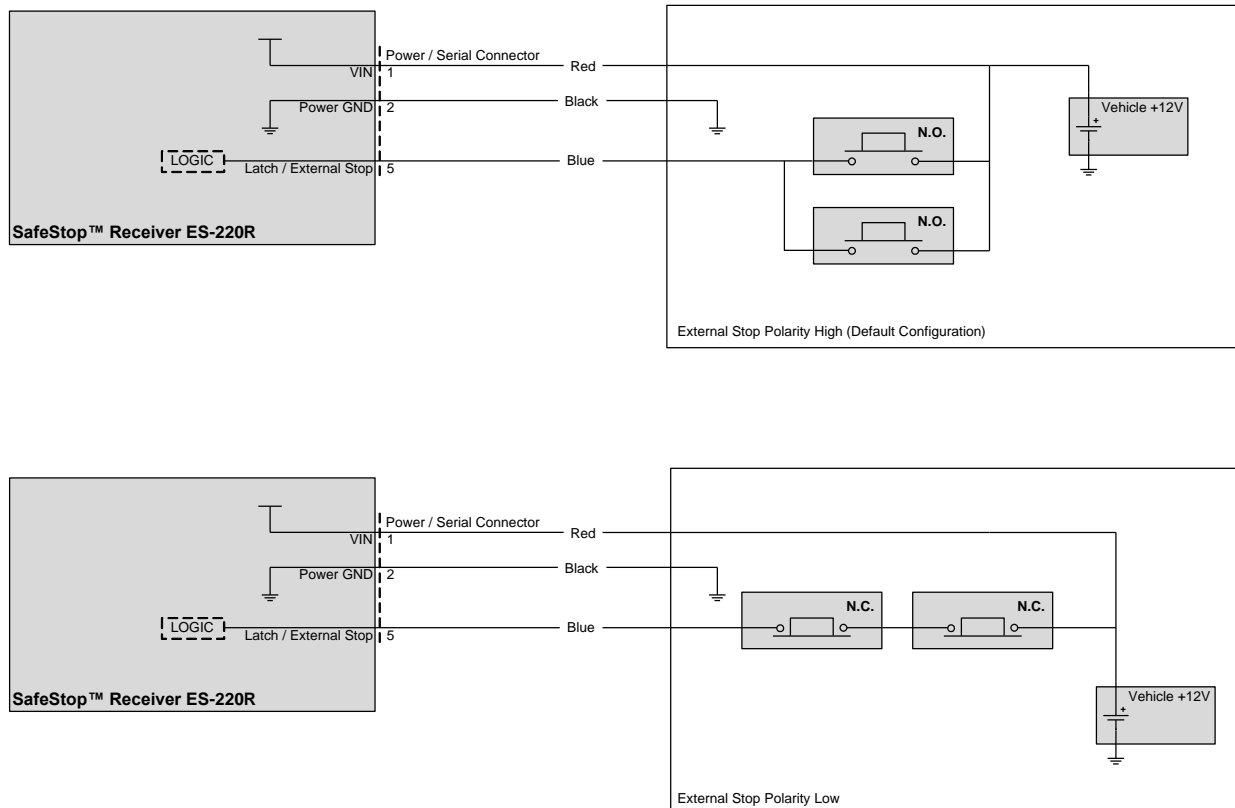 Power / Serial Connector
VIN 1 Red
Power GND 2 Black
Vehicle +12V
+
N.O.
LOGIC Latch / External Stop 5 Blue
N.O.
SafeStop™ Receiver ES-220R
External Stop Polarity High (Default Configuration)
Power / Serial Connector
VIN 1 Red
Power GND 2 Black
N.C. N.C.
LOGIC Latch / External Stop 5 Blue
SafeStop™ Receiver ES-220R
Vehicle +12V
+
External Stop Polarity Low